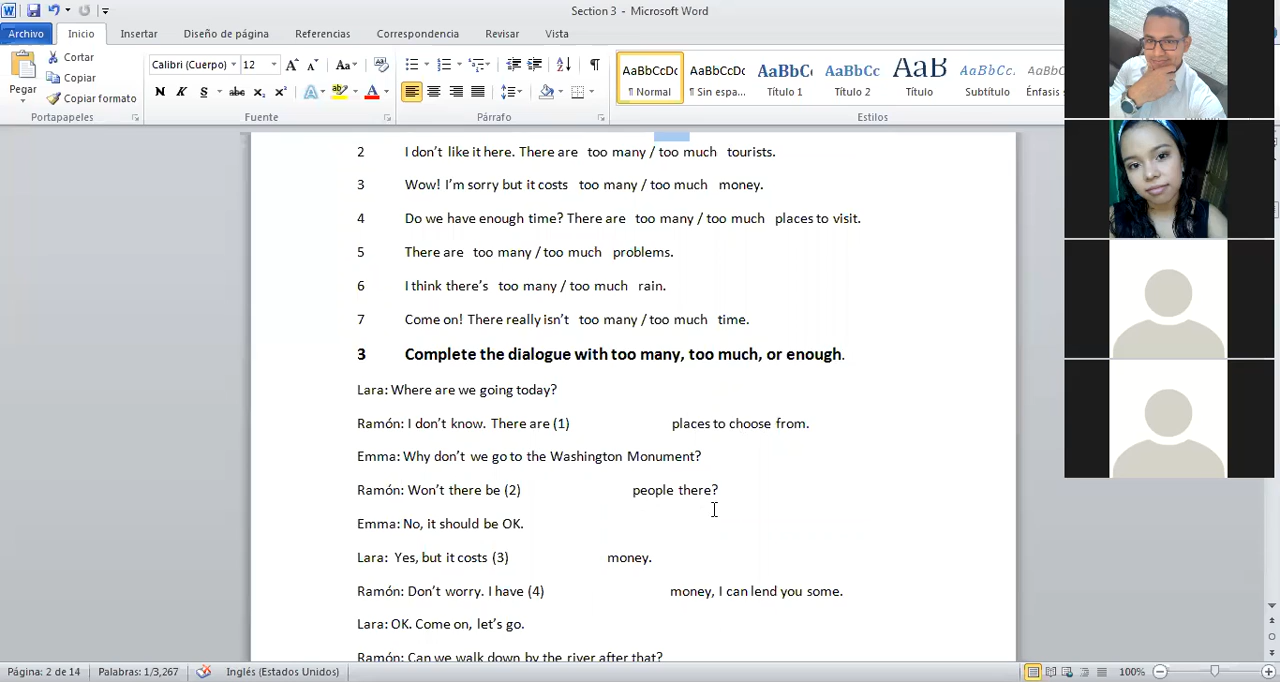 Section 3 - Microsoft Word
Archivo Inicio Insertar Diseño de página Referencias Correspondencia Revisar Vista
Cortar
Copiar
Copiar formato
Pegar
Portapapeles
Calibri (Cuerpo) 12
N K S abc x₂ x²
Fuente
Párrafo
AaBbCcDc AaBbCcDc AaBbC AaBbCc AaB AaBbCc. AaBbCc
¶ Normal ¶ Sin espa... Título 1 Título 2 Título Subtítulo Énfasis
Estilos
2 I don't like it here. There are too many / too much tourists.
3 Wow! I'm sorry but it costs too many / too much money.
4 Do we have enough time? There are too many / too much places to visit.
5 There are too many / too much problems.
6 I think there's too many / too much rain.
7 Come on! There really isn't too many / too much time.
3 Complete the dialogue with too many, too much, or enough.
Lara: Where are we going today?
Ramón: I don't know. There are (1) places to choose from.
Emma: Why don't we go to the Washington Monument?
Ramón: Won't there be (2) people there?
Emma: No, it should be OK.
Lara: Yes, but it costs (3) money.
Ramón: Don't worry. I have (4) money, I can lend you some.
Lara: OK. Come on, let's go.
Ramón: Can we walk down by the river after that?
Página: 2 de 14 Palabras: 1/3,267 Inglés (Estados Unidos) 100%